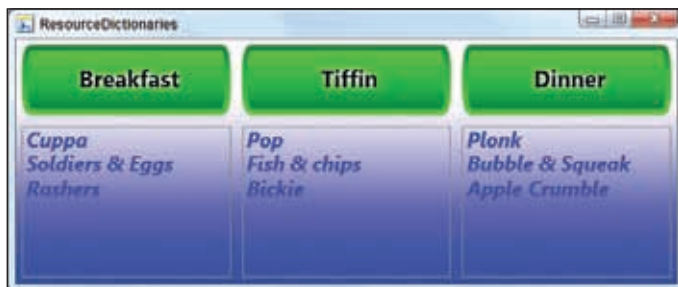 ResourceDictionaries
Breakfast
Tiffin
Dinner
Cuppa
Soldiers & Eggs
Rashers
Pop
Fish & chips
Bickie
Plonk
Bubble & Squeak
Apple Crumble